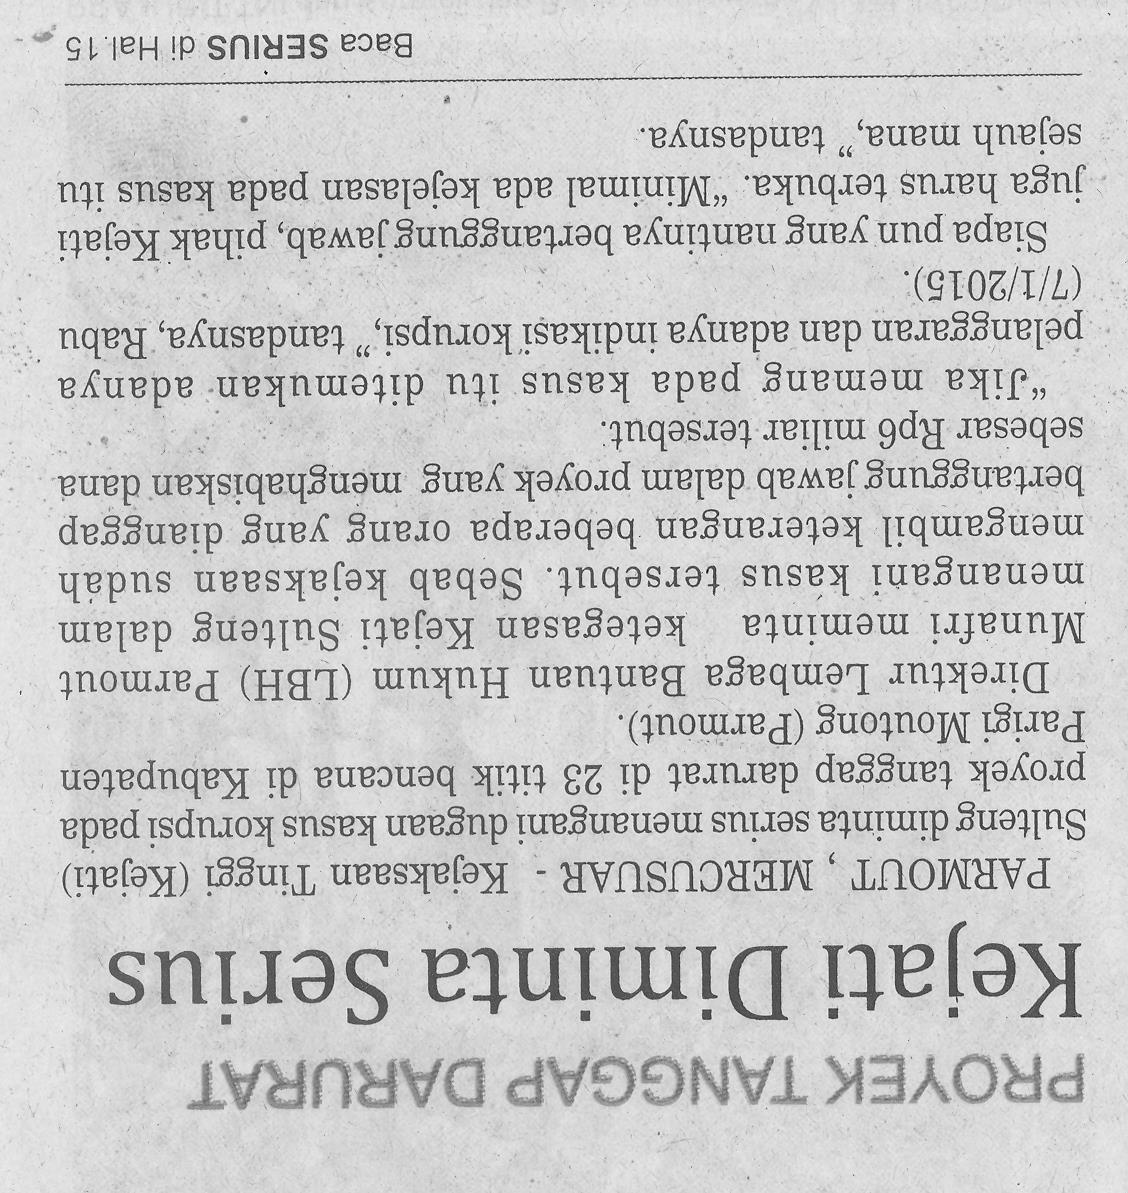 PROYEK TANGGAP DARURAT
Kejati Diminta Serius
PARMOUT , MERCUSUAR - Kejaksaan Tinggi (Kejati)
Sulteng diminta serius menangani dugaan kasus korupsi pada
proyek tanggap darurat di 23 titik bencana di Kabupaten
Parigi Moutong (Parmout).
Direktur Lembaga Bantuan Hukum (LBH) Parmout
Munafri meminta ketegasan Kejati Sulteng dalam
menangani kasus tersebut. Sebab kejaksaan sudah
mengambil keterangan beberapa orang yang dianggap
bertanggung jawab dalam proyek yang menghabiskan dana
sebesar Rp6 miliar tersebut.
“Jika memang pada kasus itu ditemukan adanya
pelanggaran dan adanya indikasi korupsi,” tandasnya, Rabu
(7/1/2015).
Siapa pun yang nantinya bertanggung jawab, pihak Kejati
juga harus terbuka. “Minimal ada kejelasan pada kasus itu
sejauh mana,” tandasnya.
Baca SERIUS di Hal.15